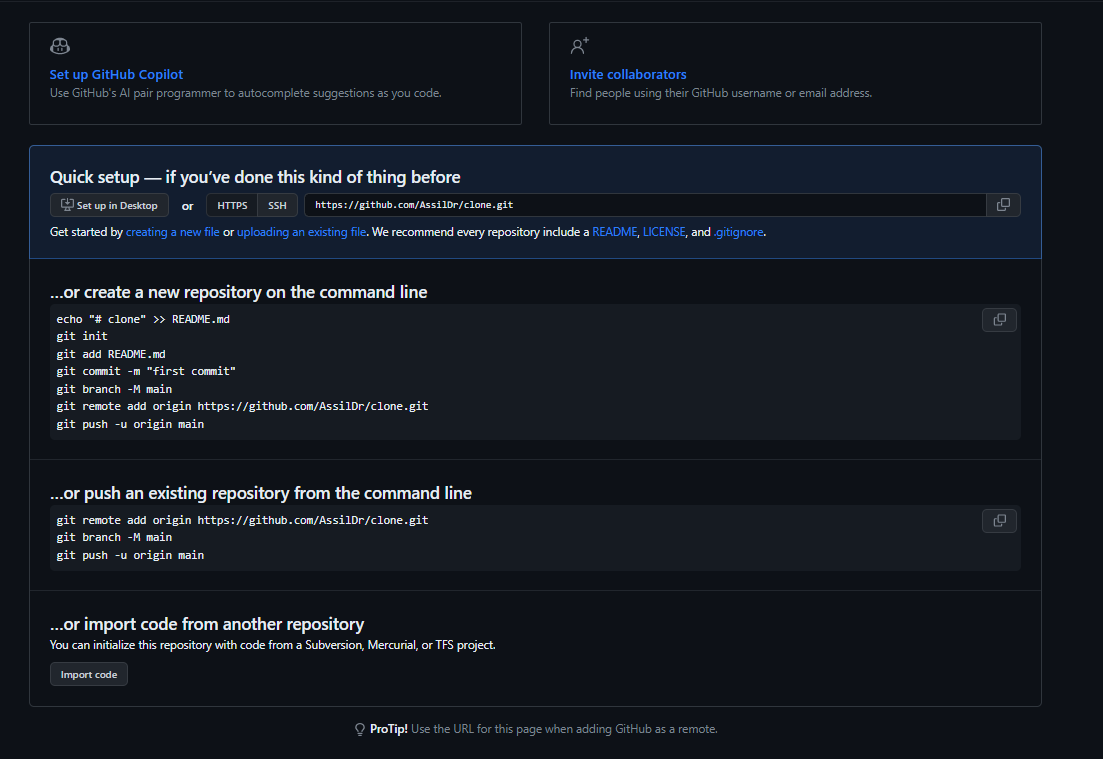 Set up GitHub Copilot
Use GitHub's AI pair programmer to autocomplete suggestions as you code.
Invite collaborators
Find people using their GitHub username or email address.
Quick setup — if you've done this kind of thing before
Set up in Desktop or HTTPS SSH https://github.com/AssilDr/clone.git
Get started by creating a new file or uploading an existing file. We recommend every repository include a README, LICENSE, and .gitignore.
…or create a new repository on the command line
echo "# clone" >> README.md
git init
git add README.md
git commit -m "first commit"
git branch -M main
git remote add origin https://github.com/AssilDr/clone.git
git push -u origin main
…or push an existing repository from the command line
git remote add origin https://github.com/AssilDr/clone.git
git branch -M main
git push -u origin main
…or import code from another repository
You can initialize this repository with code from a Subversion, Mercurial, or TFS project.
Import code
ProTip! Use the URL for this page when adding GitHub as a remote.